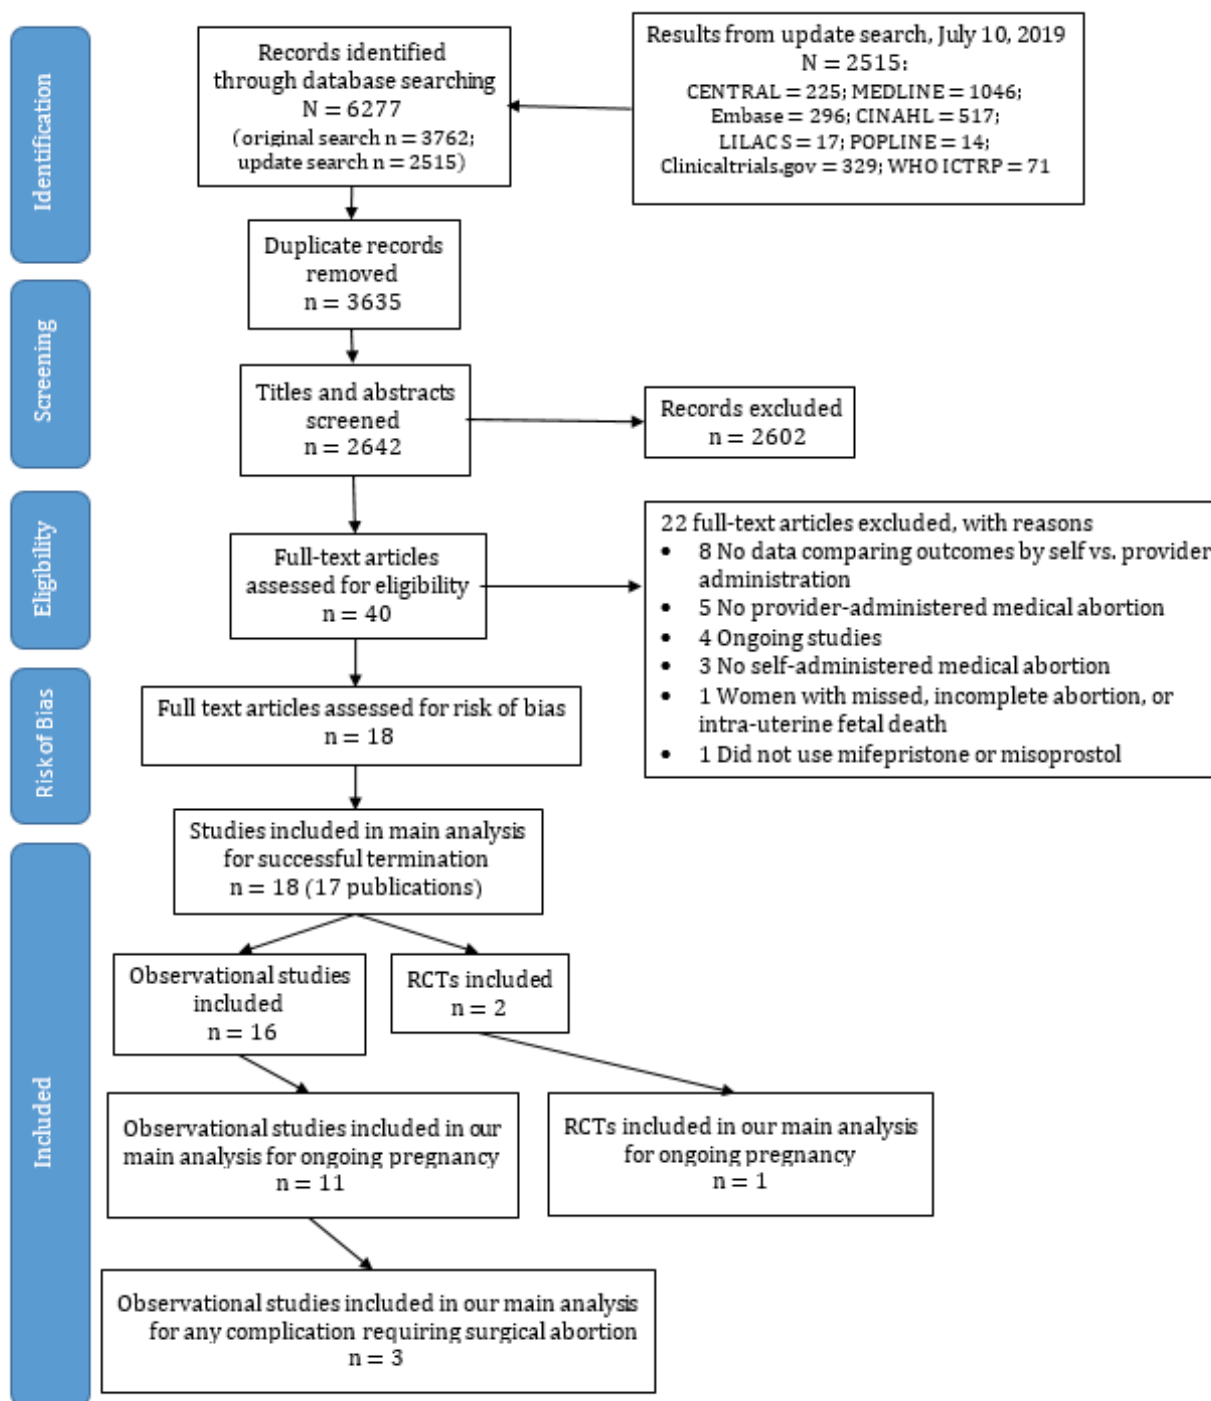 Identification
Records identified
through database searching
N = 6277
(original search n = 3762;
update search n = 2515)
Results from update search, July 10, 2019
N = 2515:
CENTRAL = 225; MEDLINE = 1046;
Embase = 296; CINAHL = 517;
LILACS = 17; POPLINE = 14;
Clinicaltrials.gov = 329; WHO ICTRP = 71
Duplicate records
removed
n = 3635
Screening
Titles and abstracts
screened
n = 2642
Records excluded
n = 2602
Eligibility
Full-text articles
assessed for eligibility
n = 40
22 full-text articles excluded, with reasons
• 8 No data comparing outcomes by self vs. provider
administration
• 5 No provider-administered medical abortion
• 4 Ongoing studies
• 3 No self-administered medical abortion
• 1 Women with missed, incomplete abortion, or
intra-uterine fetal death
• 1 Did not use mifepristone or misoprostol
Risk of Bias
Full text articles assessed for risk of bias
n = 18
Included
Studies included in main analysis
for successful termination
n = 18 (17 publications)
Observational studies
included
n = 16
RCTs included
n = 2
Observational studies included in our
main analysis for ongoing pregnancy
n = 11
RCTs included in our main analysis
for ongoing pregnancy
n = 1
Observational studies included in our main analysis
for any complication requiring surgical abortion
n = 3